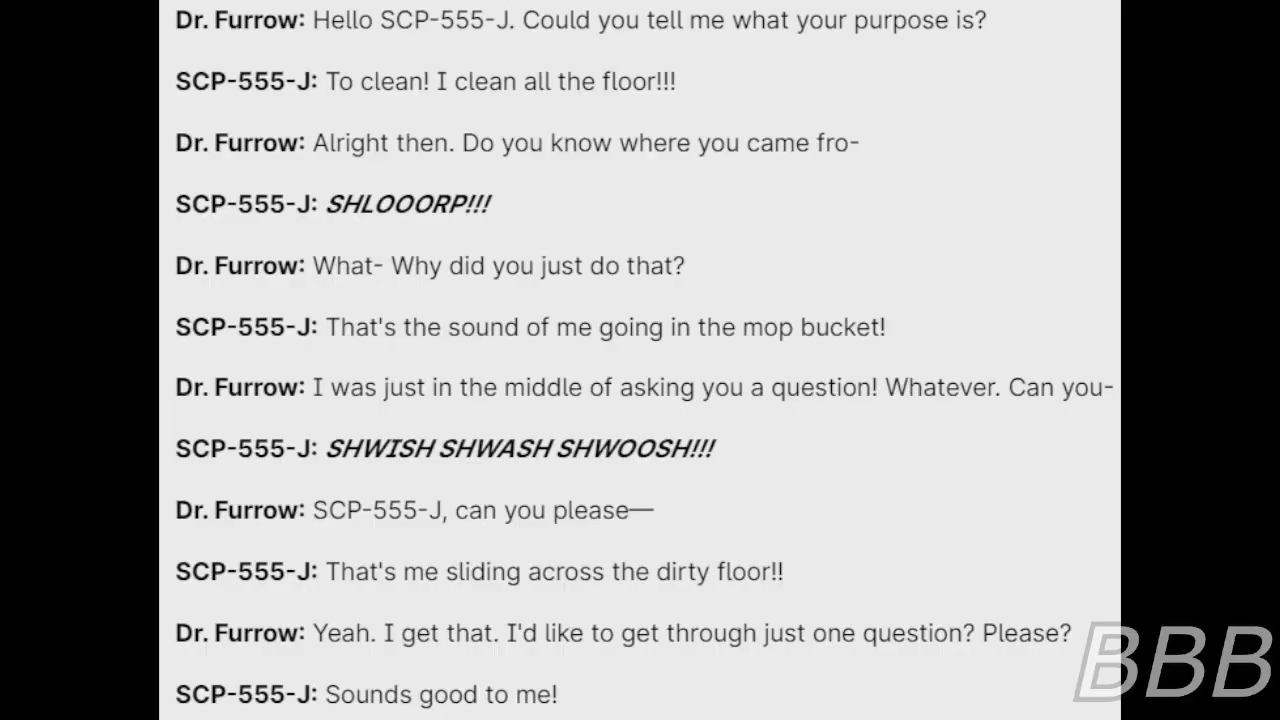 Dr. Furrow: Hello SCP-555-J. Could you tell me what your purpose is?
SCP-555-J: To clean! I clean all the floor!!!
Dr. Furrow: Alright then. Do you know where you came fro-
SCP-555-J: SHLOOORP!!!
Dr. Furrow: What- Why did you just do that?
SCP-555-J: That's the sound of me going in the mop bucket!
Dr. Furrow: I was just in the middle of asking you a question! Whatever. Can you-
SCP-555-J: SHWISH SHWASH SHWOOSH!!!
Dr. Furrow: SCP-555-J, can you please—
SCP-555-J: That's me sliding across the dirty floor!!
Dr. Furrow: Yeah. I get that. I'd like to get through just one question? Please?
SCP-555-J: Sounds good to me!
BBB